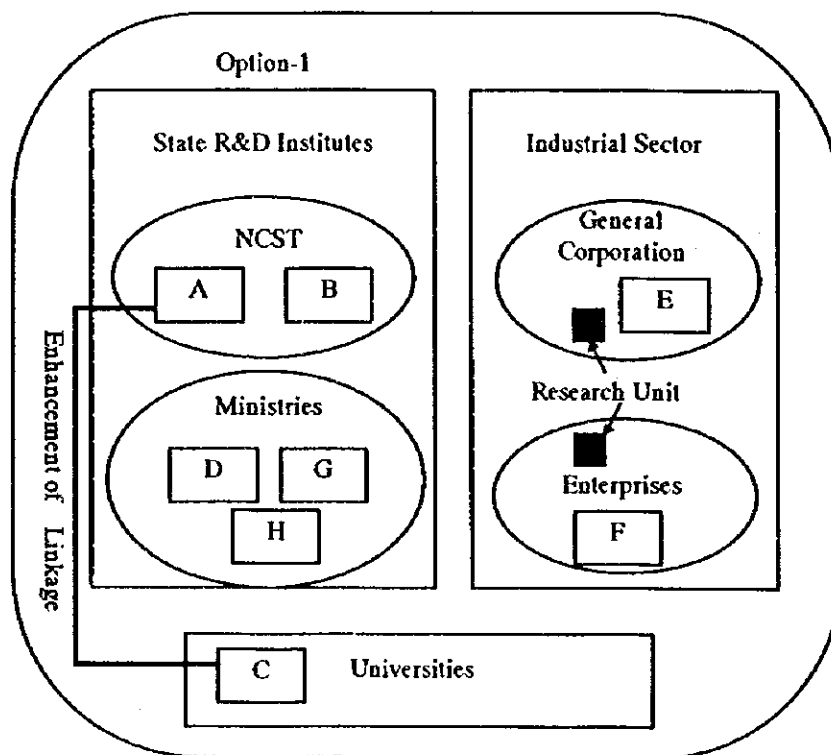 Option-1
State R&D Institutes
NCST
A
B
Ministries
D
G
H
Industrial Sector
General
Corporation
E
Research Unit
Enterprises
F
Enhancement of Linkage
C
Universities